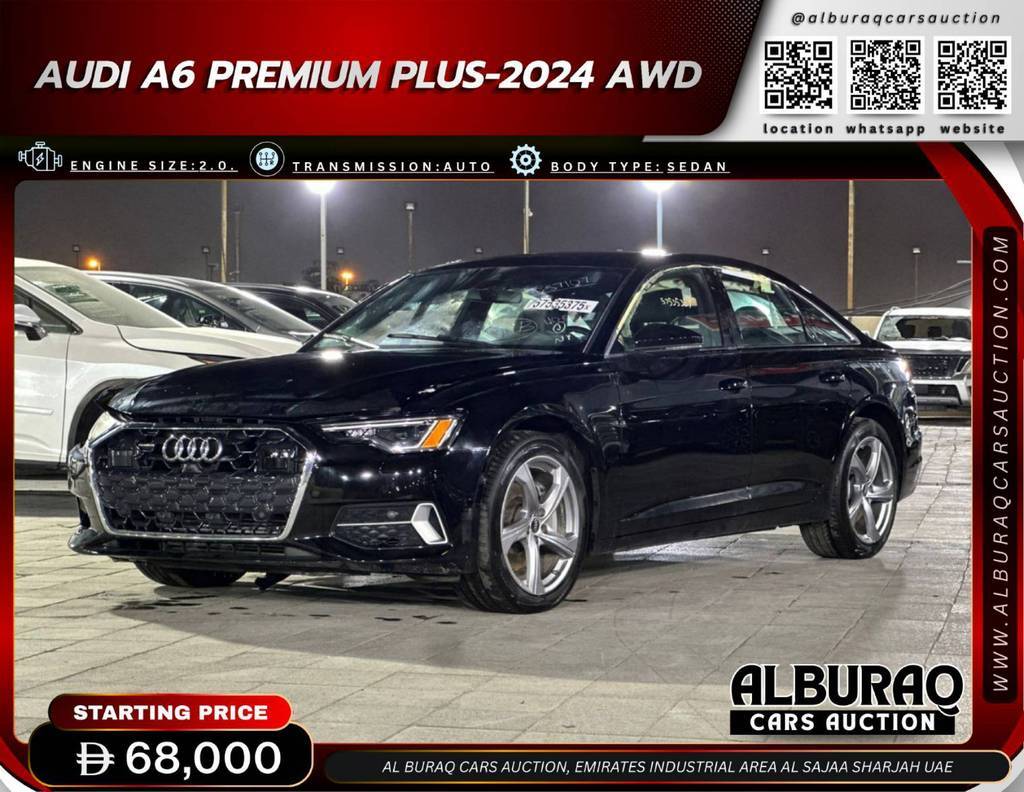 @alburaqcarsauction
AUDI A6 PREMIUM PLUS-2024 AWD
location whatsapp website
ENGINE SIZE:2.0.
TRANSMISSION:AUTO
BODY TYPE: SEDAN
57535375
WWW.ALBURAQCARSAUCTION.COM
ALBURAQ
CARS AUCTION
STARTING PRICE
68,000
AL BURAQ CARS AUCTION, EMIRATES INDUSTRIAL AREA AL SAJAA SHARJAH UAE